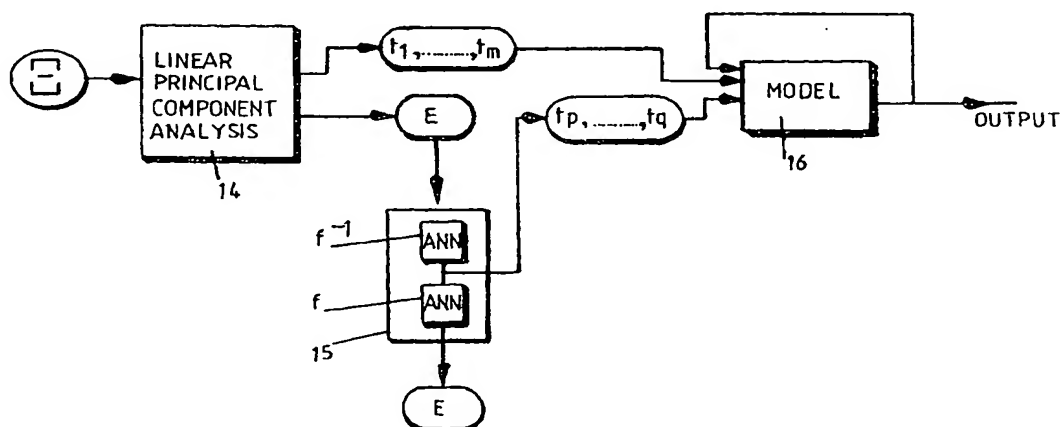 Ξ
LINEAR
PRINCIPAL
COMPONENT
ANALYSIS
14
t1,..........,tm
E
tp,..........,tq
MODEL
16
OUTPUT
f-1
ANN
f
ANN
15
E